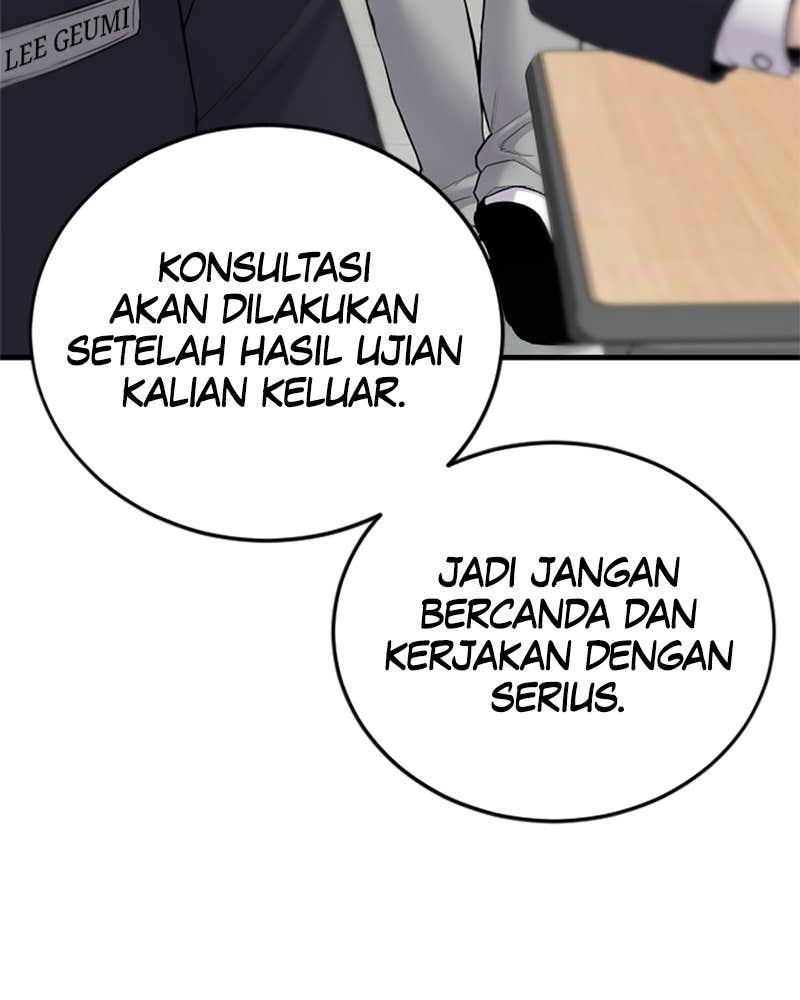 LEE GEUMI
KONSULTASI
AKAN DILAKUKAN
SETELAH HASIL UJIAN
KALIAN KELUAR.
JADI JANGAN
BERCANDA DAN
KERJAKAN DENGAN
SERIUS.